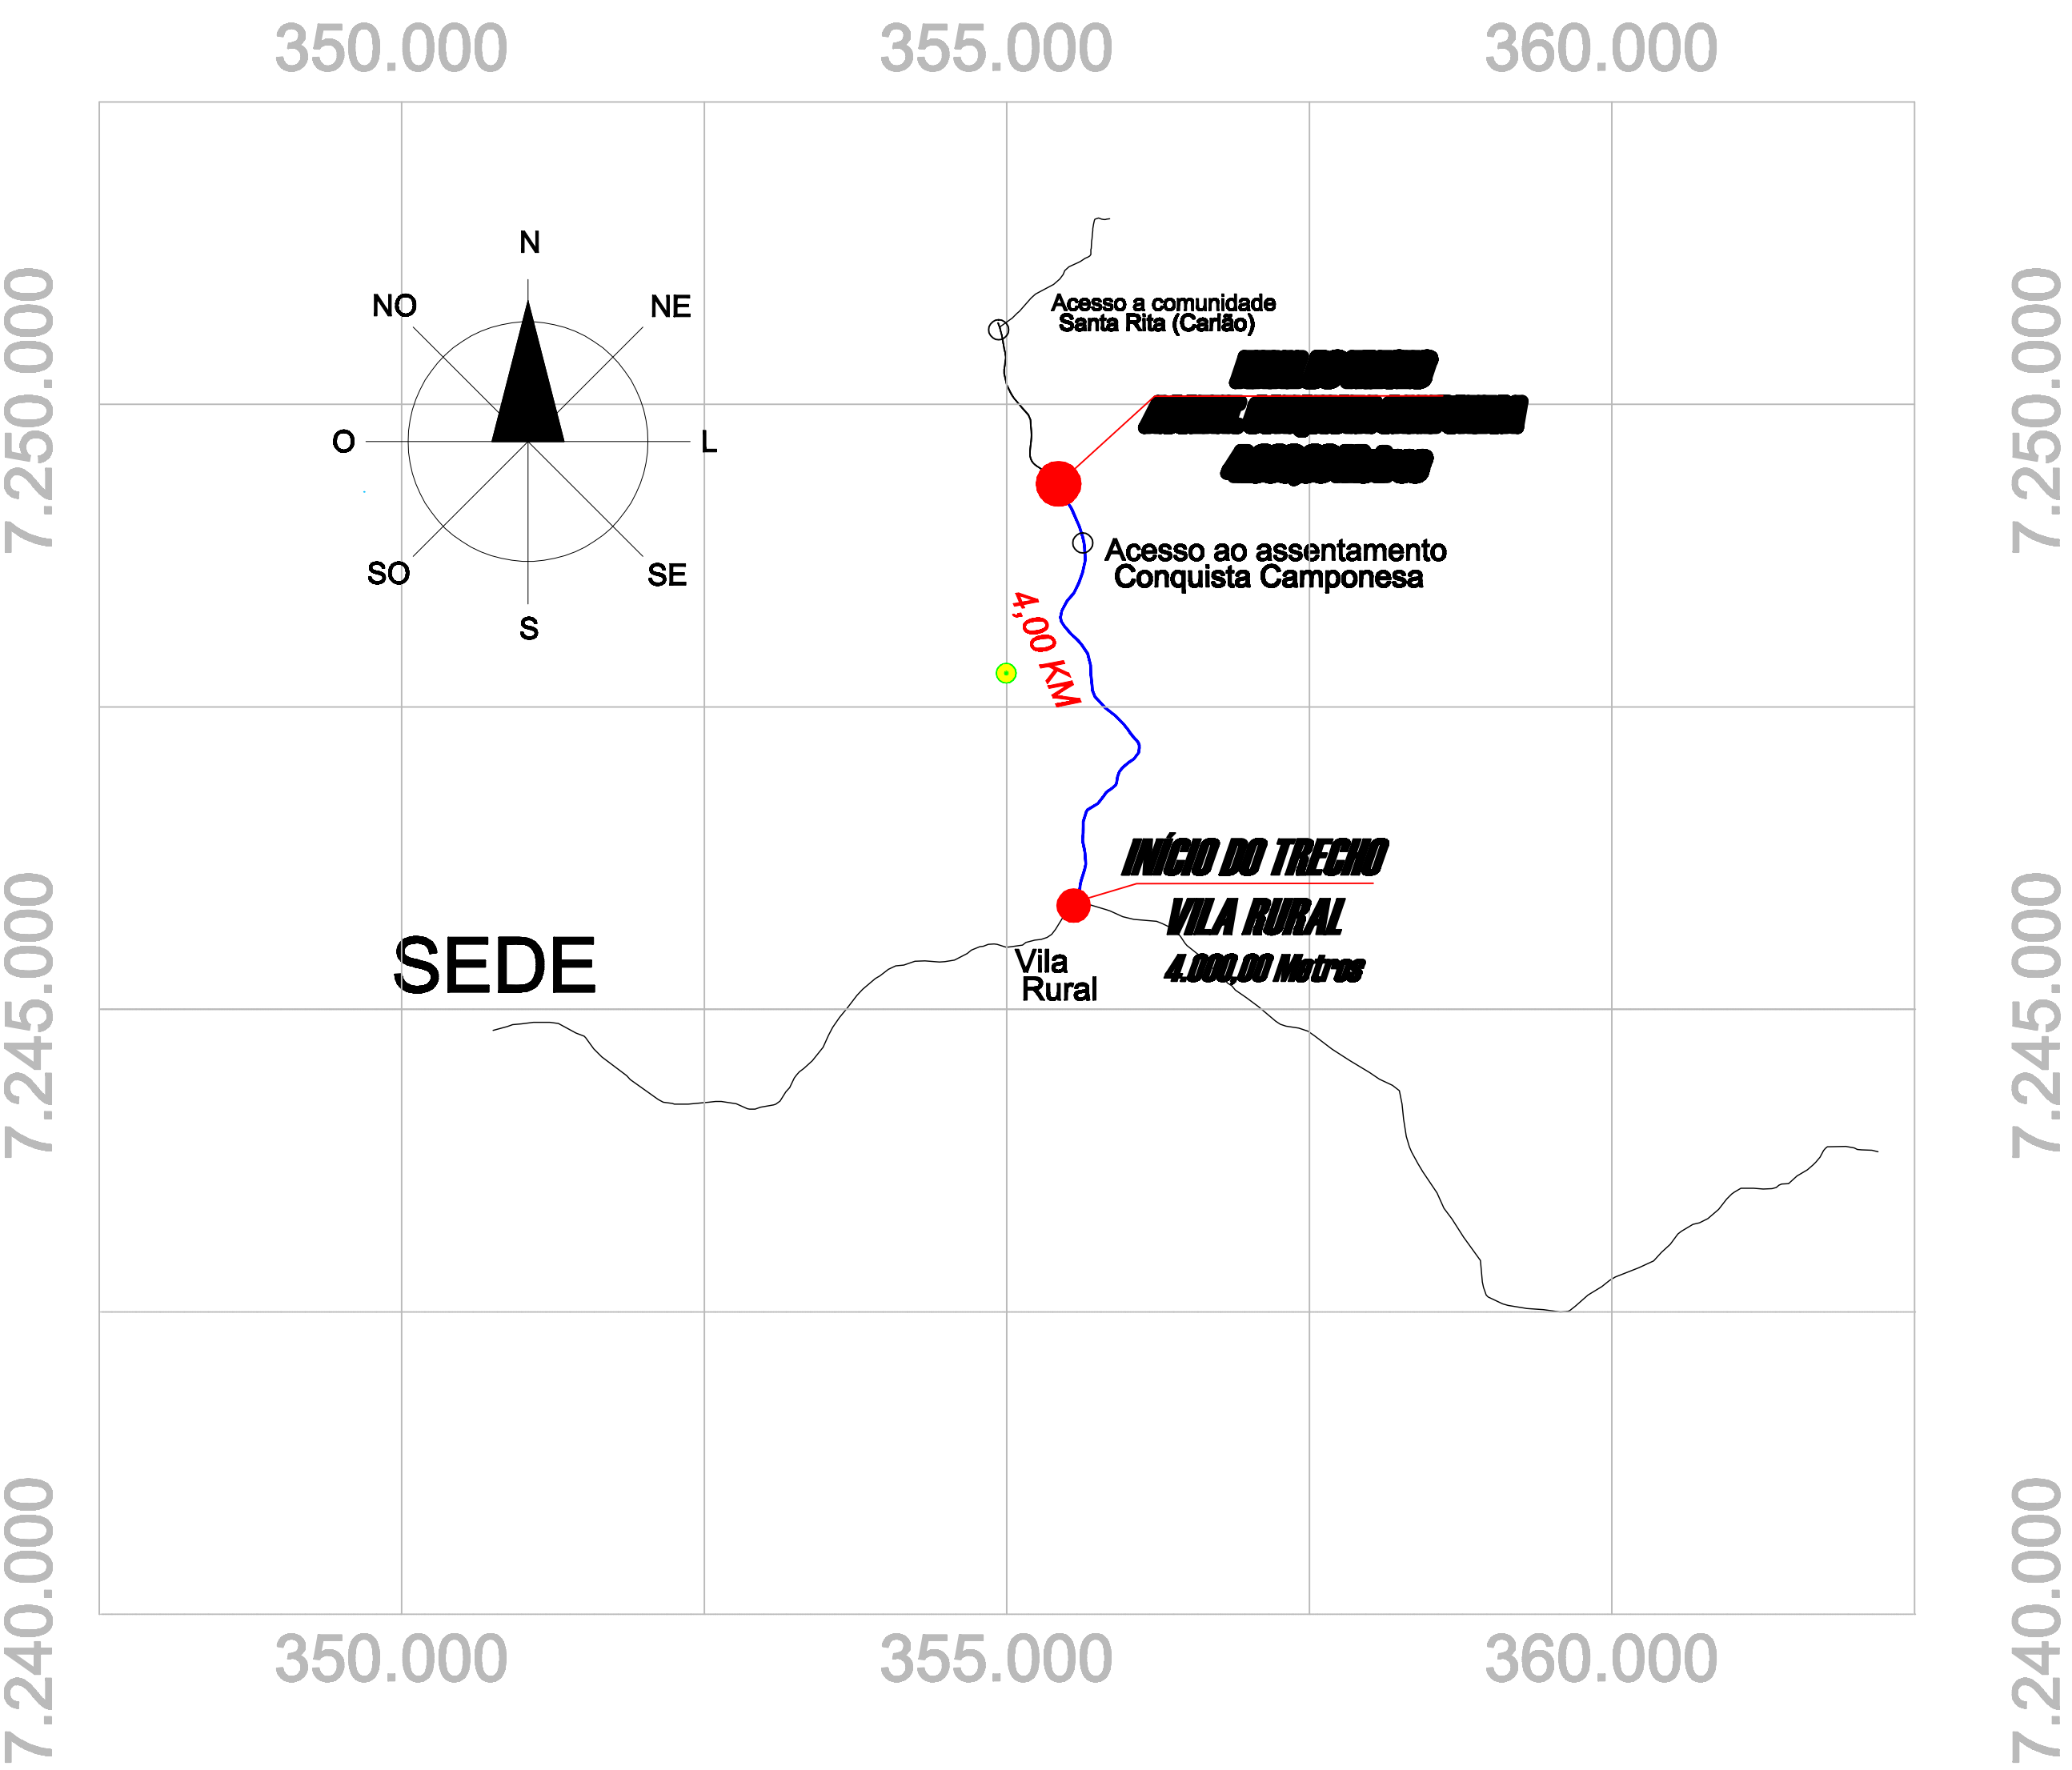 350.000
355.000
360.000
N
NO
NE
O
L
SO
SE
S
7.250.000
7.250.000
Acesso a comunidade
Santa Rita (Carlão)
Acesso ao assentamento
Conquista Camponesa
4,00 KM
INÍCIO DO TRECHO
VILA RURAL
4.000,00 Metros
SEDE
Vila
Rural
7.245.000
7.245.000
7.240.000
7.240.000
350.000
355.000
360.000